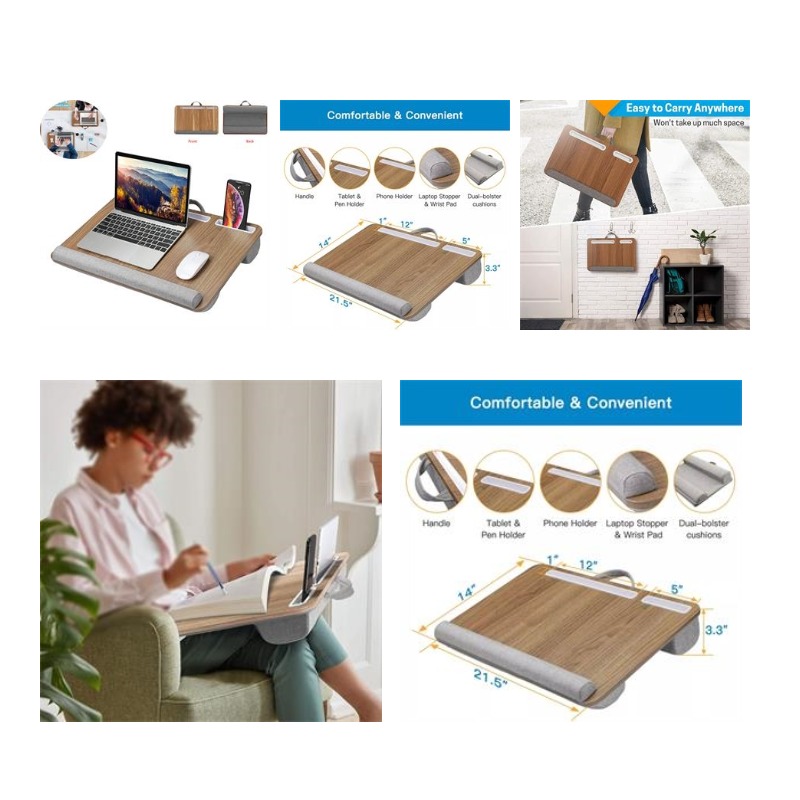 Front
Back
Comfortable & Convenient
Handle
Tablet &
Pen Holder
Phone Holder
Laptop Stopper
& Wrist Pad
Dual-bolster
cushions
1"
12"
5"
14"
3.3"
21.5"
Easy to Carry Anywhere
Won't take up much space
Comfortable & Convenient
Handle
Tablet &
Pen Holder
Phone Holder
Laptop Stopper
& Wrist Pad
Dual-bolster
cushions
1"
12"
5"
14"
3.3"
21.5"